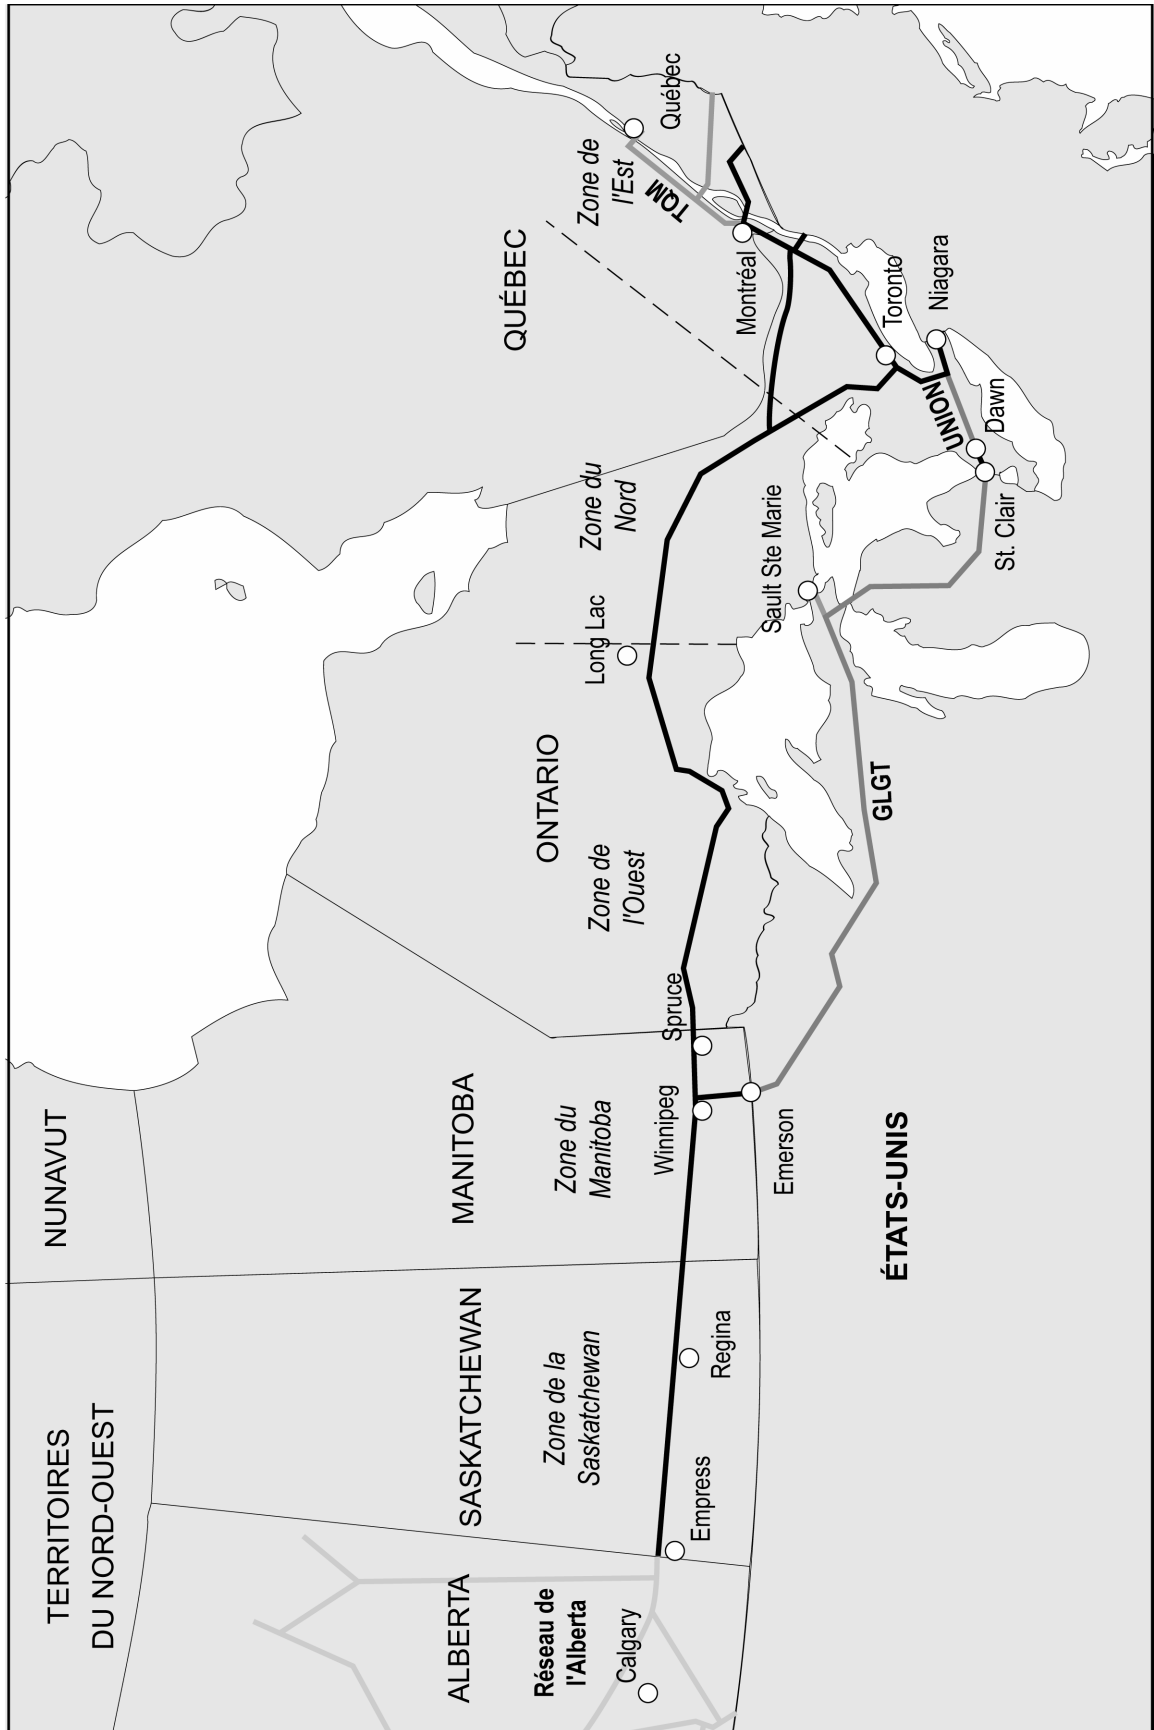 TERRITOIRES
DU NORD-OUEST
NUNAVUT
ALBERTA
SASKATCHEWAN
MANITOBA
ONTARIO
QUÉBEC
Réseau de
l'Alberta
Zone de la
Saskatchewan
Zone du
Manitoba
Zone de
l'Ouest
Zone du
Nord
Zone de
l'Est
Calgary
Empress
Regina
Winnipeg
Spruce
Emerson
Long Lac
Sault Ste Marie
St. Clair
Dawn
UNION
Toronto
Niagara
Montréal
TQM
Québec
GLGT
ÉTATS-UNIS